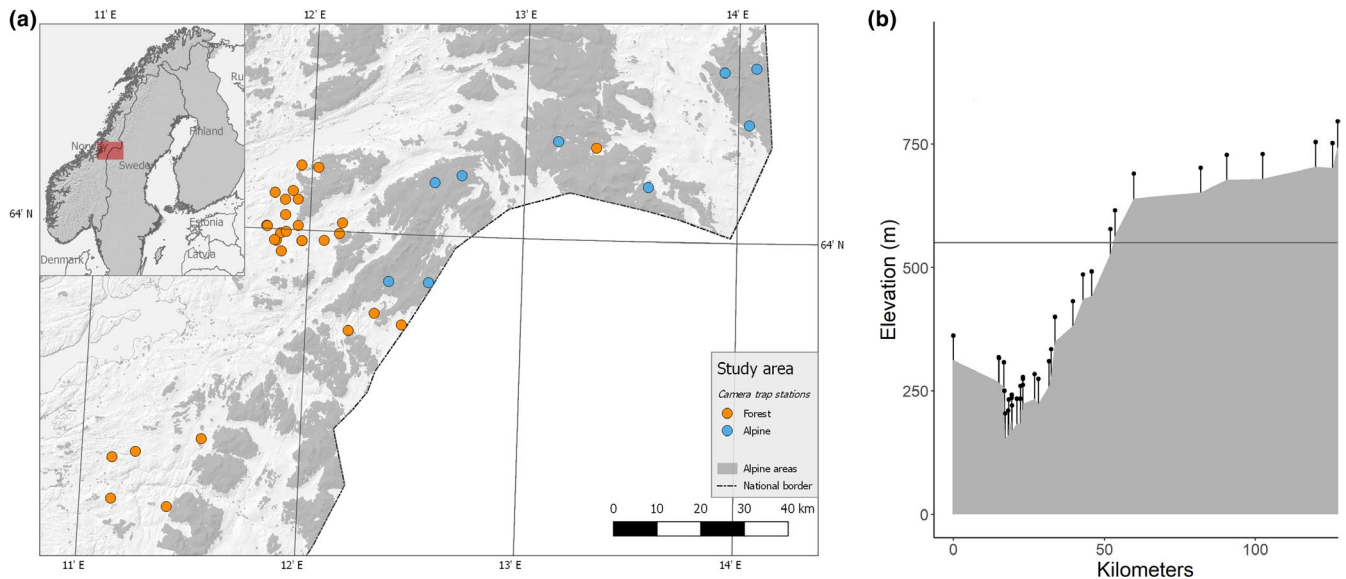 (a)
11' E
12' E
13' E
14' E
Ru
Finland
Norway
Sweden
Estonia
Latvia
Denmark
64' N
64' N
Study area
Camera trap stations
Forest
Alpine
Alpine areas
National border
0 10 20 30 40 km
11' E
12' E
13' E
14' E
(b)
Elevation (m)
750
500
250
0
0
50
100
Kilometers